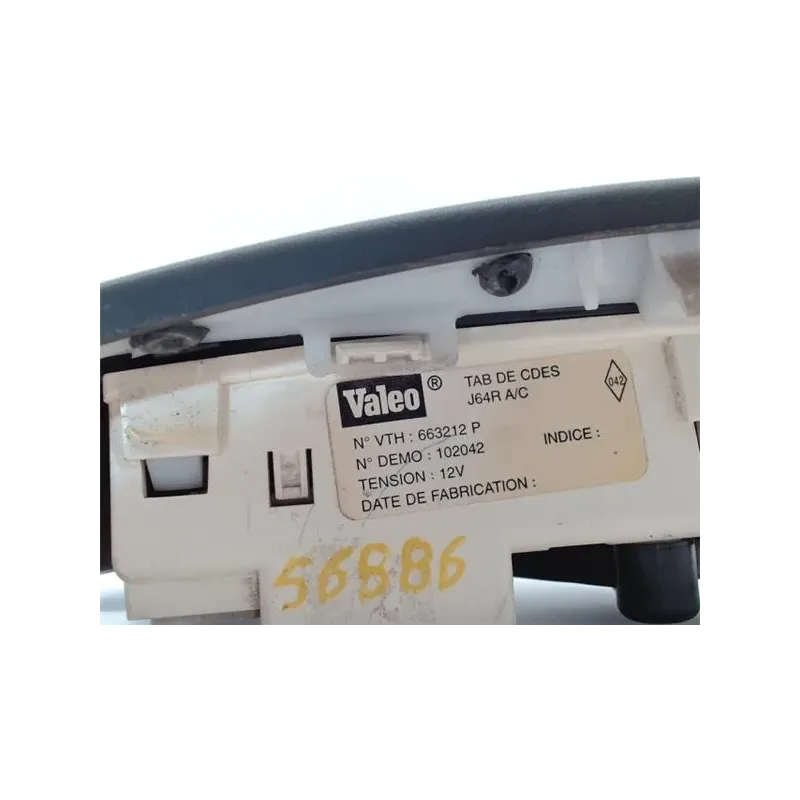 Valeo ®
TAB DE CDES
J64R A/C
042
N° VTH : 663212 P
N° DEMO : 102042
INDICE :
TENSION : 12V
DATE DE FABRICATION :
56886